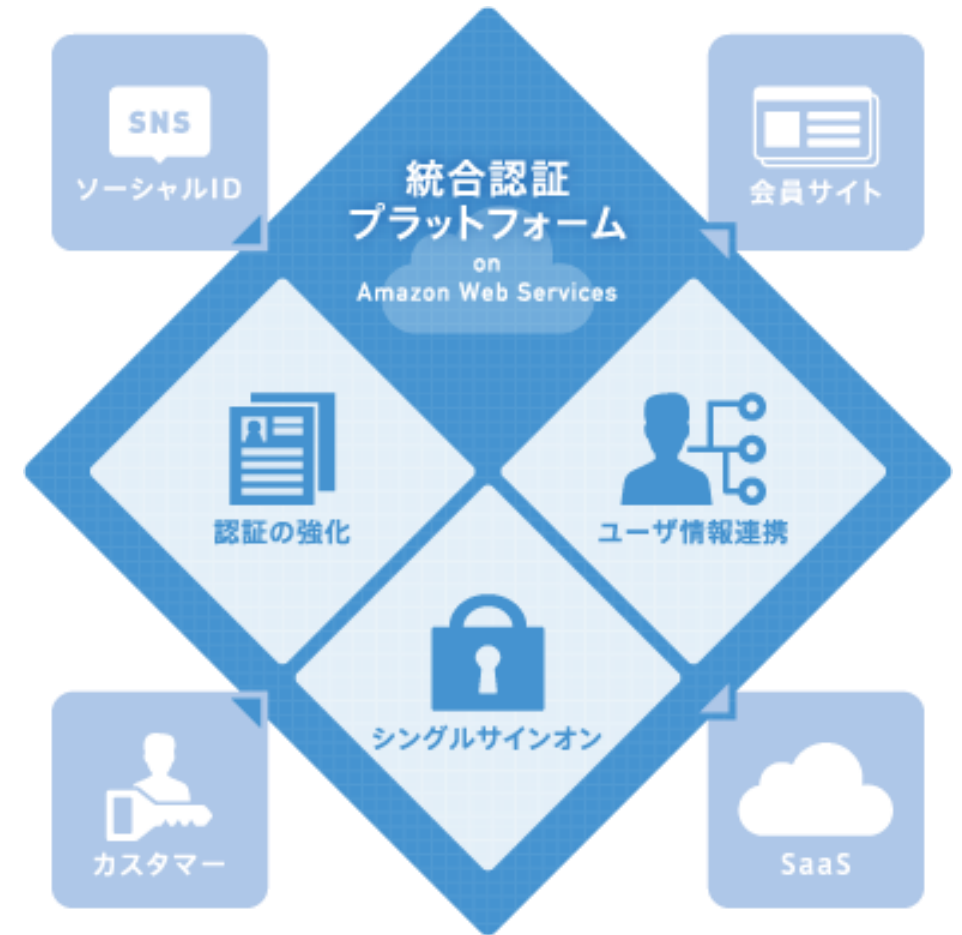 SNS
ソーシャルID
会員サイト
統合認証
プラットフォーム
on
Amazon Web Services
認証の強化
ユーザ情報連携
シングルサインオン
カスタマー
SaaS